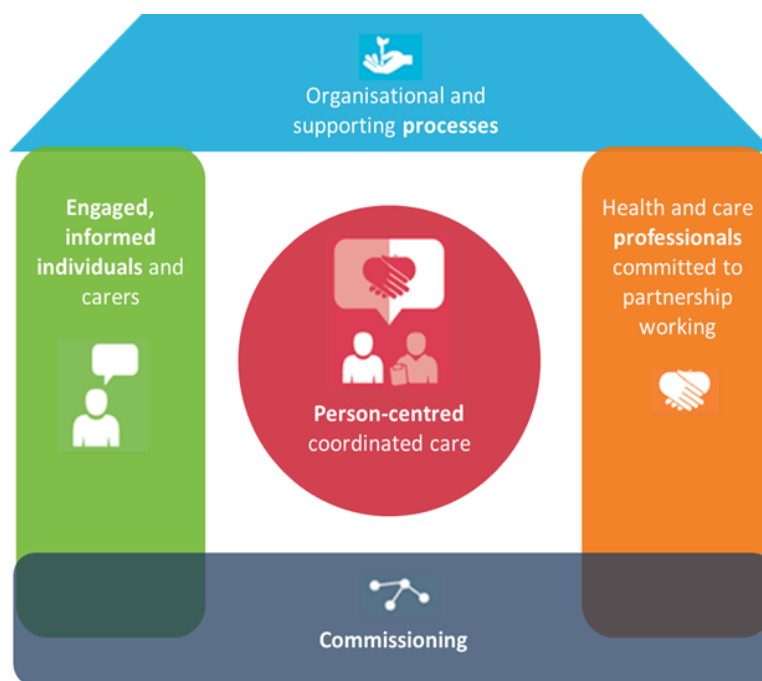 Organisational and
supporting processes
Engaged,
informed
individuals and
carers
Person-centred
coordinated care
Health and care
professionals
committed to
partnership
working
Commissioning